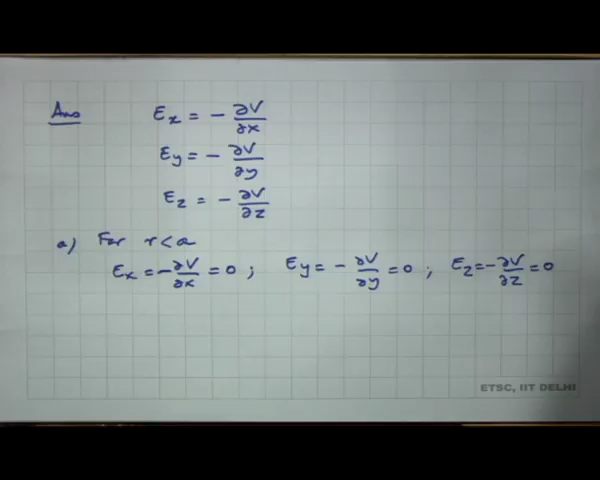 Ans
Ex = - ∂V/∂x
Ey = - ∂V/∂y
Ez = - ∂V/∂z
a) For r < a
Ex = - ∂V/∂x = 0 ; Ey = - ∂V/∂y = 0 ; Ez = - ∂V/∂z = 0
ETSC, IIT DELHI